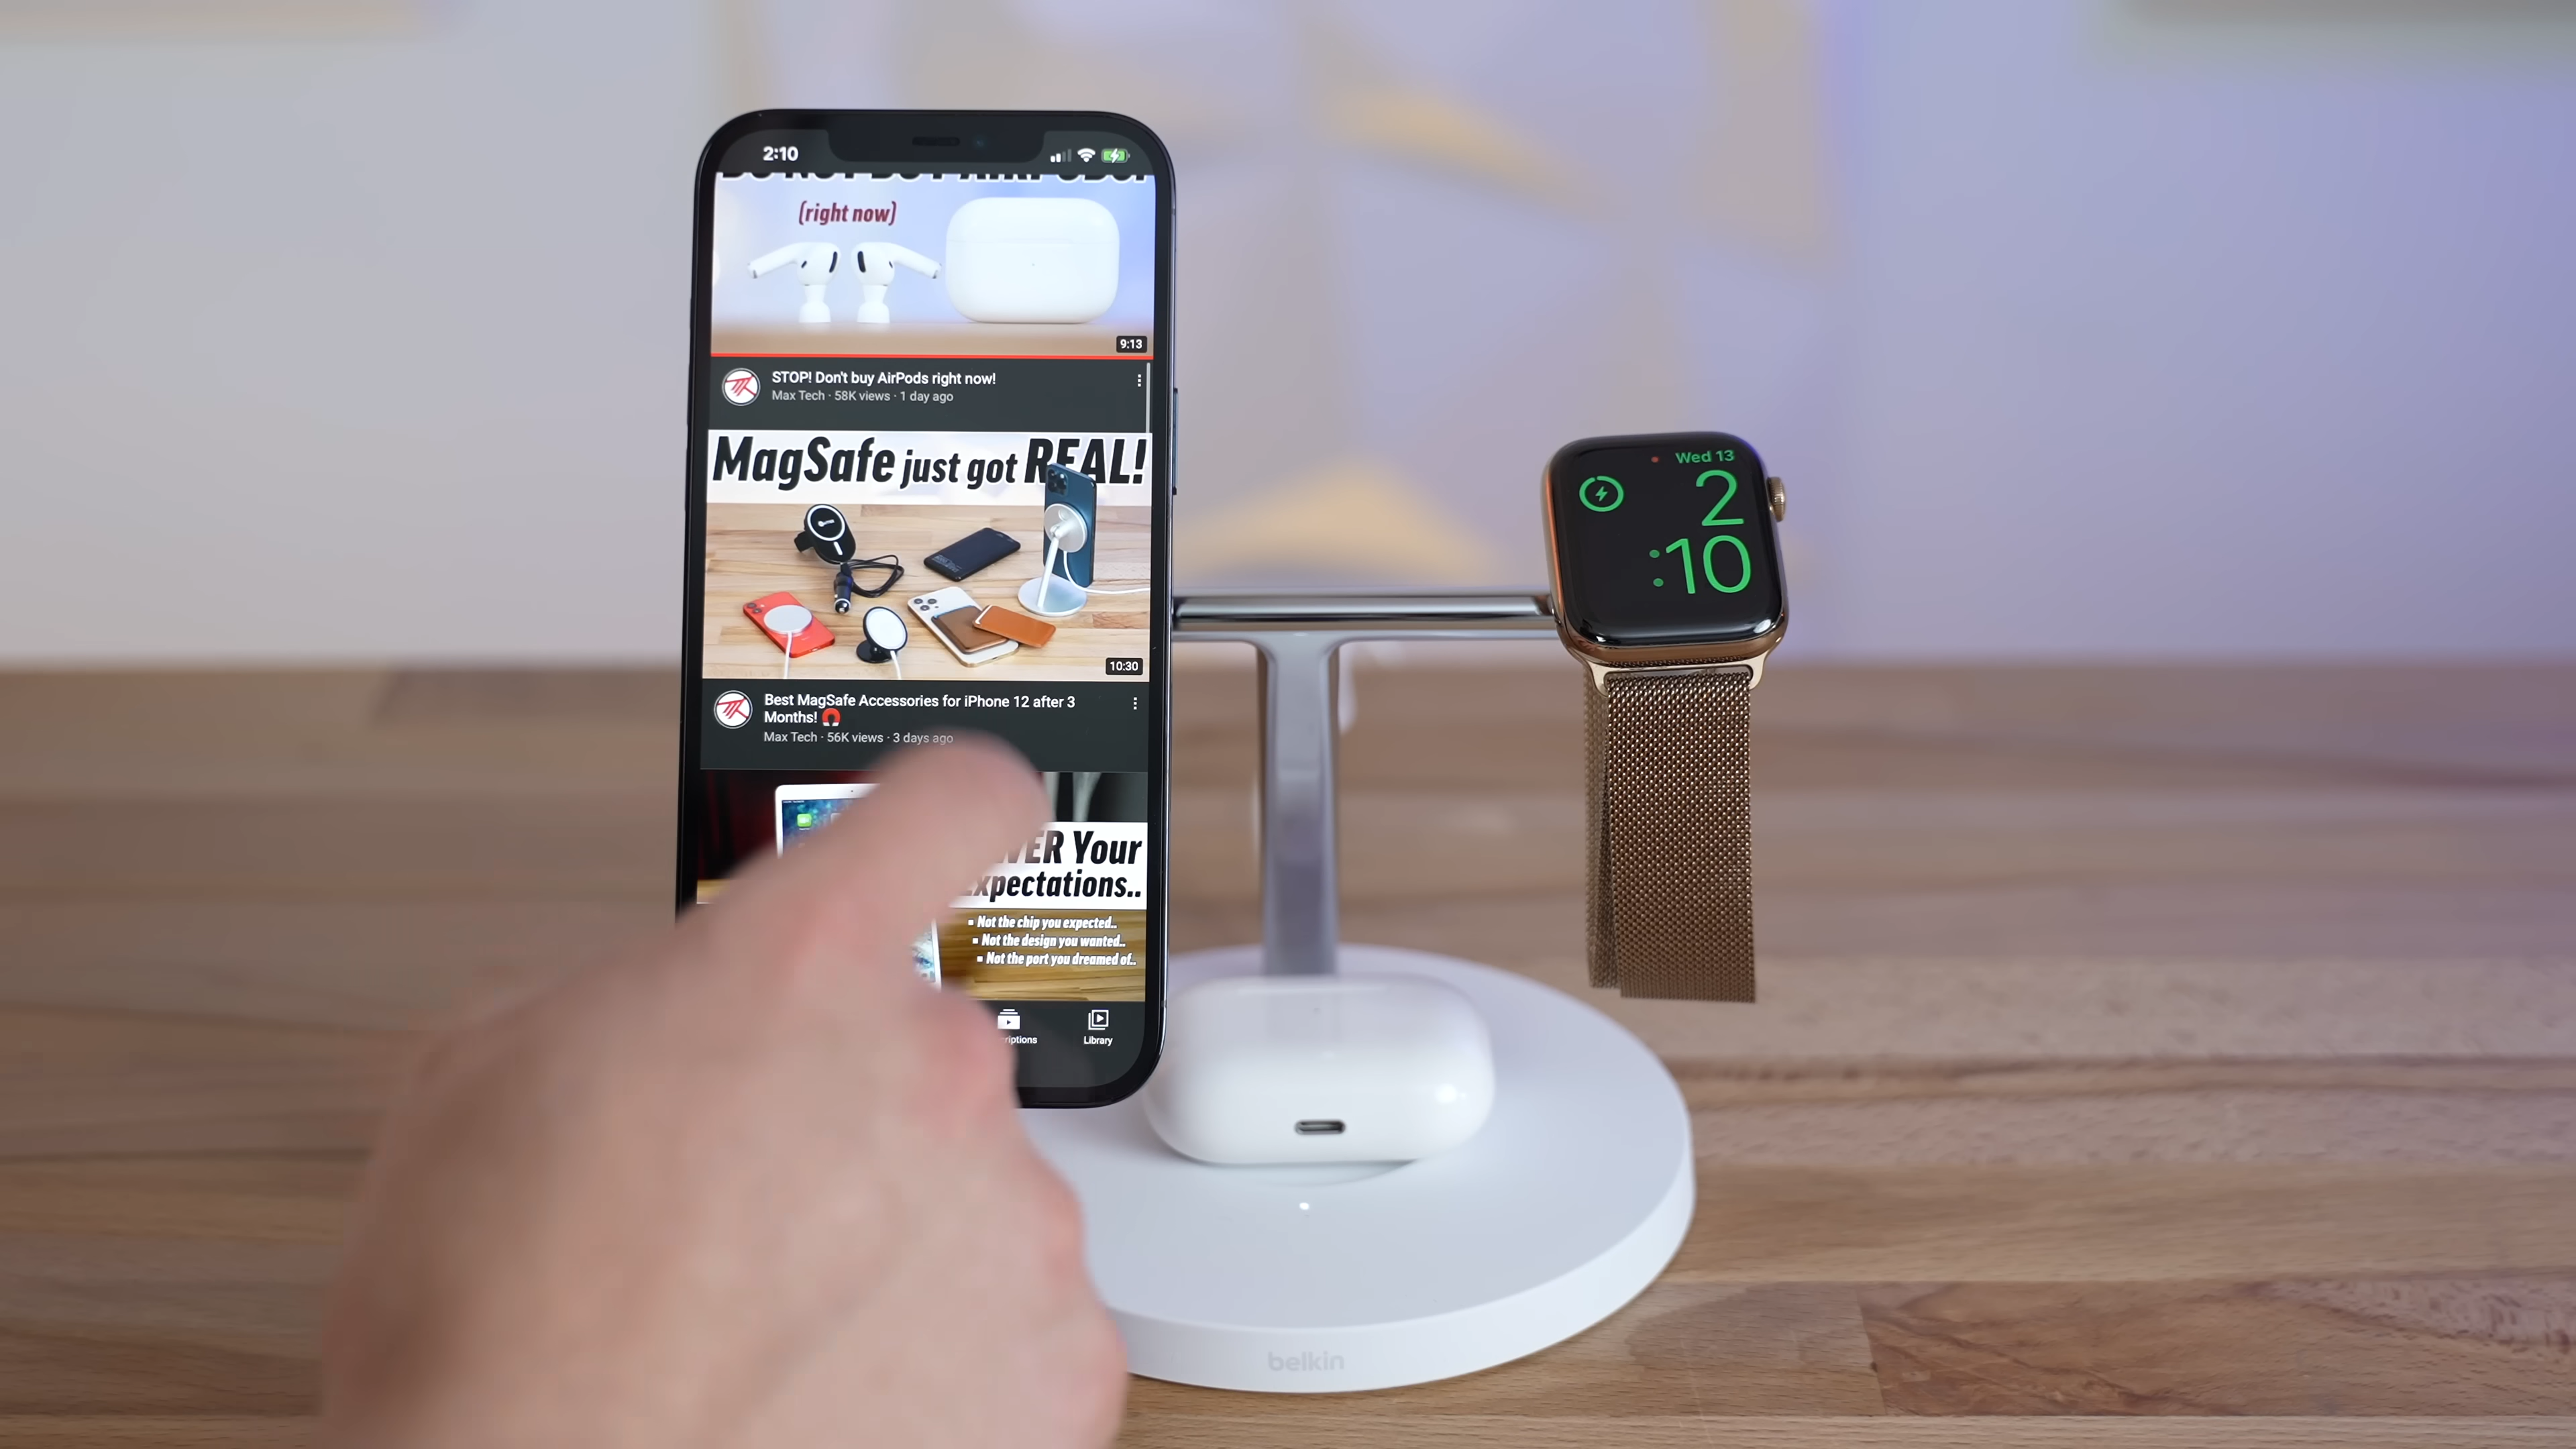 2:10
(right now)
9:13
STOP! Don't buy AirPods right now!
Max Tech · 58K views · 1 day ago
MagSafe just got REAL!
10:30
Best MagSafe Accessories for iPhone 12 after 3
Months!
Max Tech · 56K views · 3 days ago
Your
▪ Not the chip you expected..
▪ Not the design you wanted..
▪ Not the port you dreamed of..
Library
Wed 13
2
:10
belkin